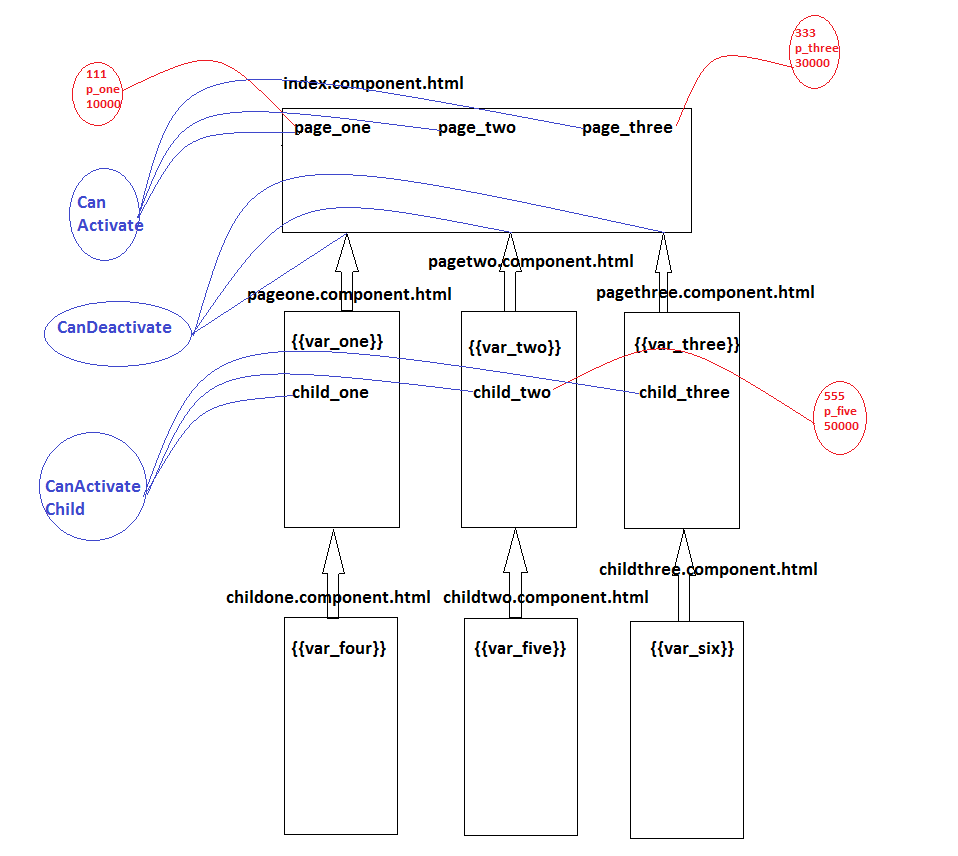 333
p_three
30000
111
p_one
10000
index.component.html
page_one page_two page_three
Can
Activate
pagetwo.component.html
pageone.component.html pagethree.component.html
CanDeactivate
{{var_one}} {{var_two}} {{var_three}}
child_one child_two child_three
555
p_five
50000
CanActivate
Child
childthree.component.html
childone.component.html childtwo.component.html
{{var_four}} {{var_five}} {{var_six}}